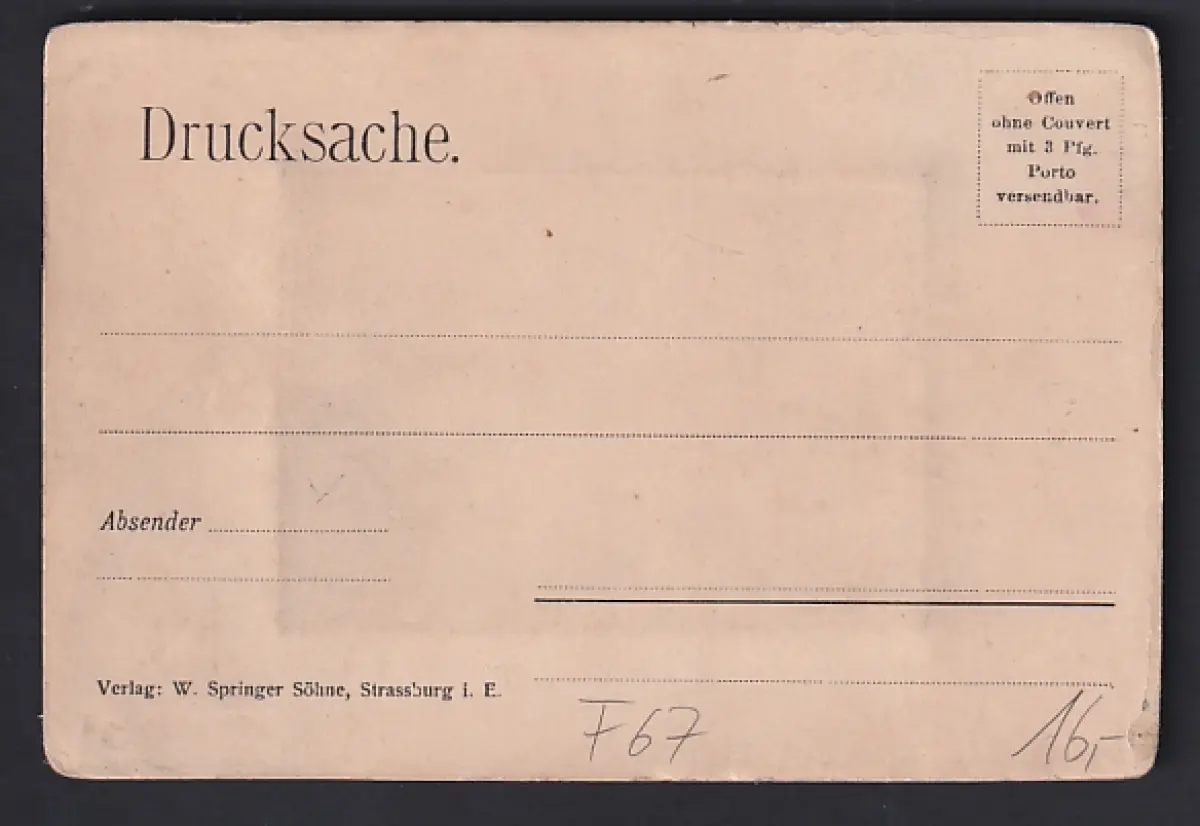 Drucksache.
Offen
ohne Couvert
mit 3 Pfg.
Porto
versendbar.
Absender
Verlag: W. Springer Söhne, Strassburg i. E.
F67
16,-